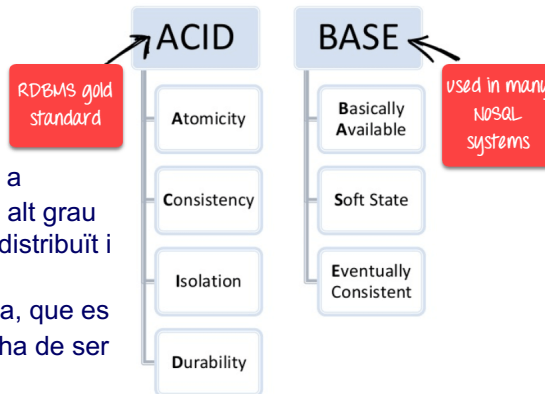 ACID
BASE
RDBMS gold
standard
used in many
NoSQL
systems
Atomicity
Consistency
Isolation
Durability
Basically
Available
Soft State
Eventually
Consistent
a
alt grau
distribuït i
a, que es
ha de ser